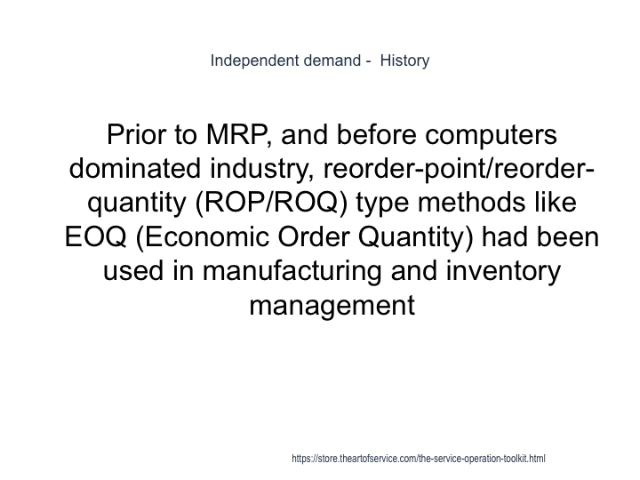 Independent demand -  History
Prior to MRP, and before computers
dominated industry, reorder-point/reorder-
quantity (ROP/ROQ) type methods like
EOQ (Economic Order Quantity) had been
used in manufacturing and inventory
management
https://store.theartofservice.com/the-service-operation-toolkit.html